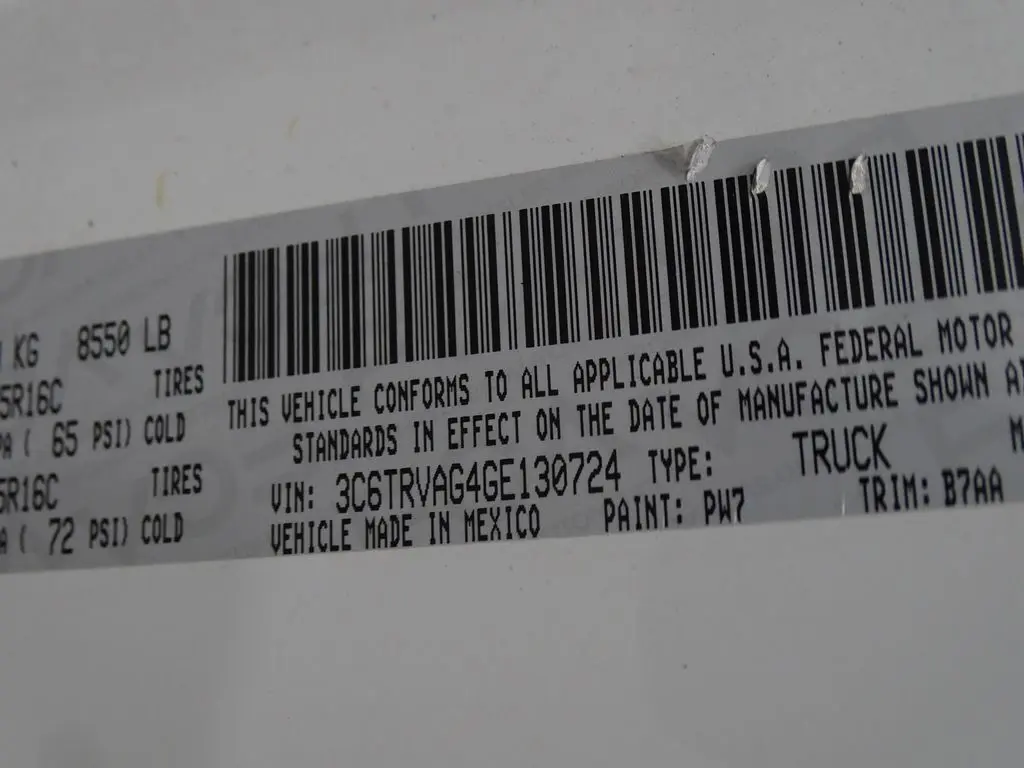 KG 8550 LB
5R16C TIRES
PA ( 65 PSI) COLD
5R16C TIRES
A ( 72 PSI) COLD
THIS VEHICLE CONFORMS TO ALL APPLICABLE U.S.A. FEDERAL MOTOR
STANDARDS IN EFFECT ON THE DATE OF MANUFACTURE SHOWN
VIN: 3C6TRVAG4GE130724 TYPE: TRUCK
VEHICLE MADE IN MEXICO PAINT: PW7 TRIM: B7AA